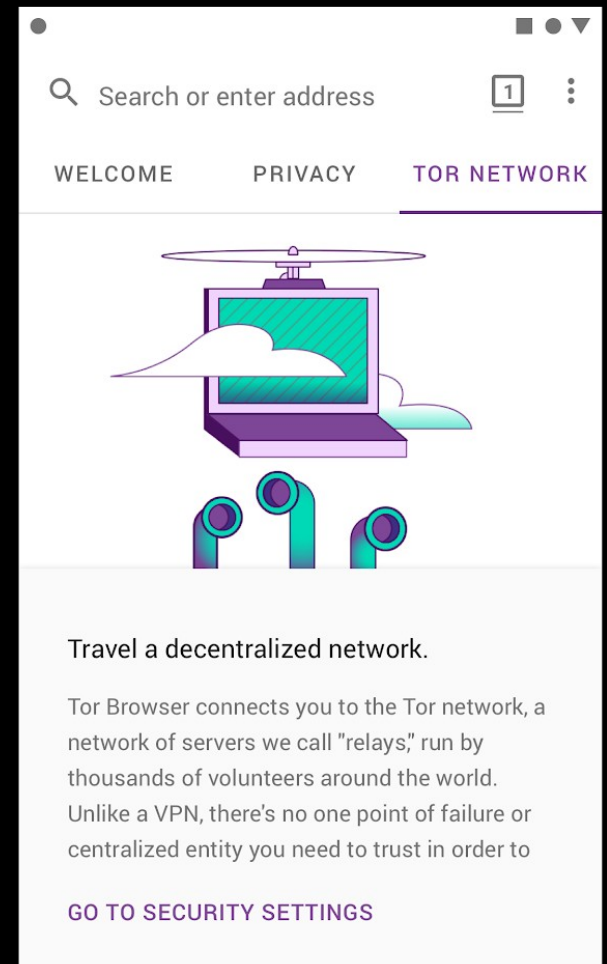 Search or enter address
1
WELCOME PRIVACY TOR NETWORK
Travel a decentralized network.
Tor Browser connects you to the Tor network, a
network of servers we call "relays," run by
thousands of volunteers around the world.
Unlike a VPN, there's no one point of failure or
centralized entity you need to trust in order to
GO TO SECURITY SETTINGS